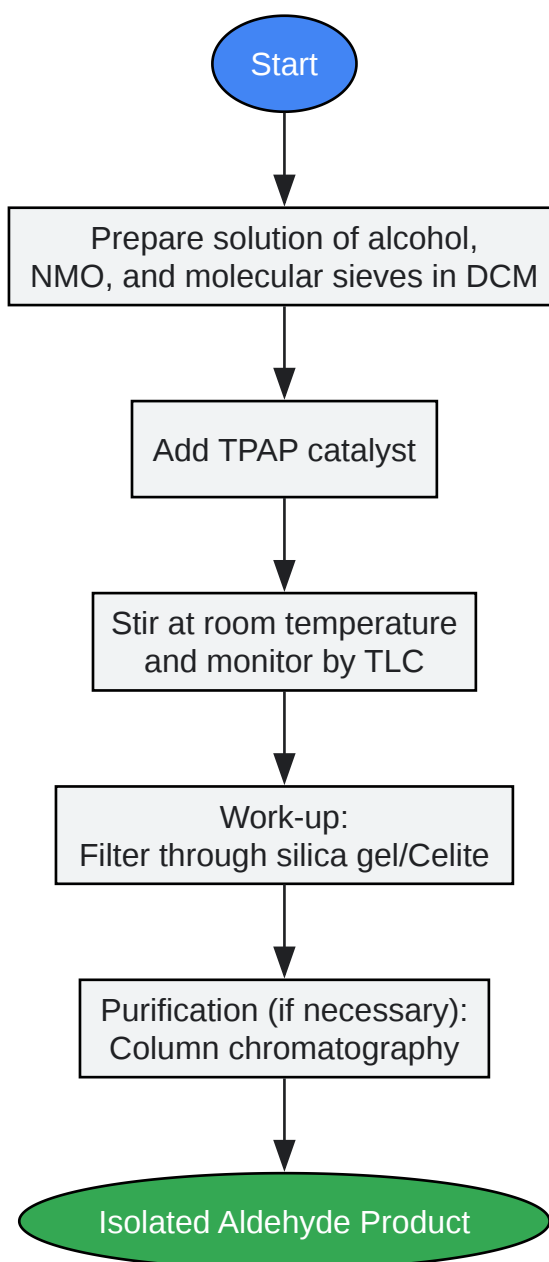 Start
Prepare solution of alcohol,
NMO, and molecular sieves in DCM
Add TPAP catalyst
Stir at room temperature
and monitor by TLC
Work-up:
Filter through silica gel/Celite
Purification (if necessary):
Column chromatography
Isolated Aldehyde Product